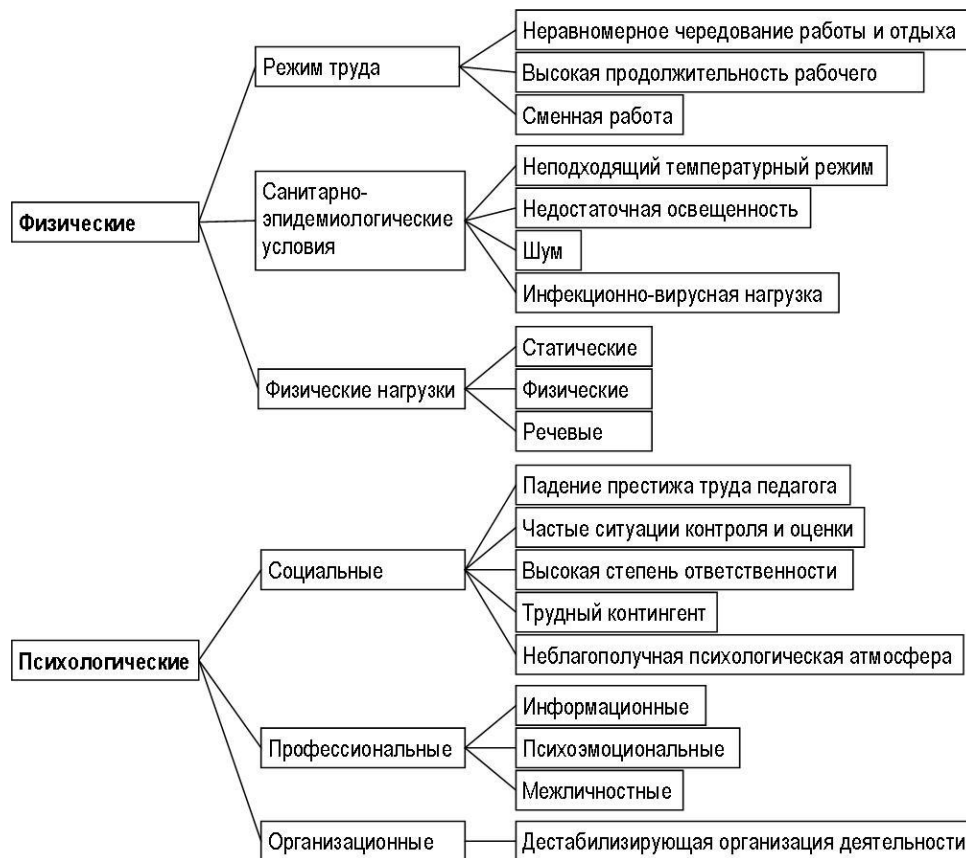 Физические
Режим труда
Неравномерное чередование работы и отдыха
Высокая продолжительность рабочего
Сменная работа
Санитарно-
эпидемиологические
условия
Неподходящий температурный режим
Недостаточная освещенность
Шум
Инфекционно-вирусная нагрузка
Физические нагрузки
Статические
Физические
Речевые
Психологические
Социальные
Падение престижа труда педагога
Частые ситуации контроля и оценки
Высокая степень ответственности
Трудный контингент
Неблагополучная психологическая атмосфера
Профессиональные
Информационные
Психоэмоциональные
Межличностные
Организационные
Дестабилизирующая организация деятельности